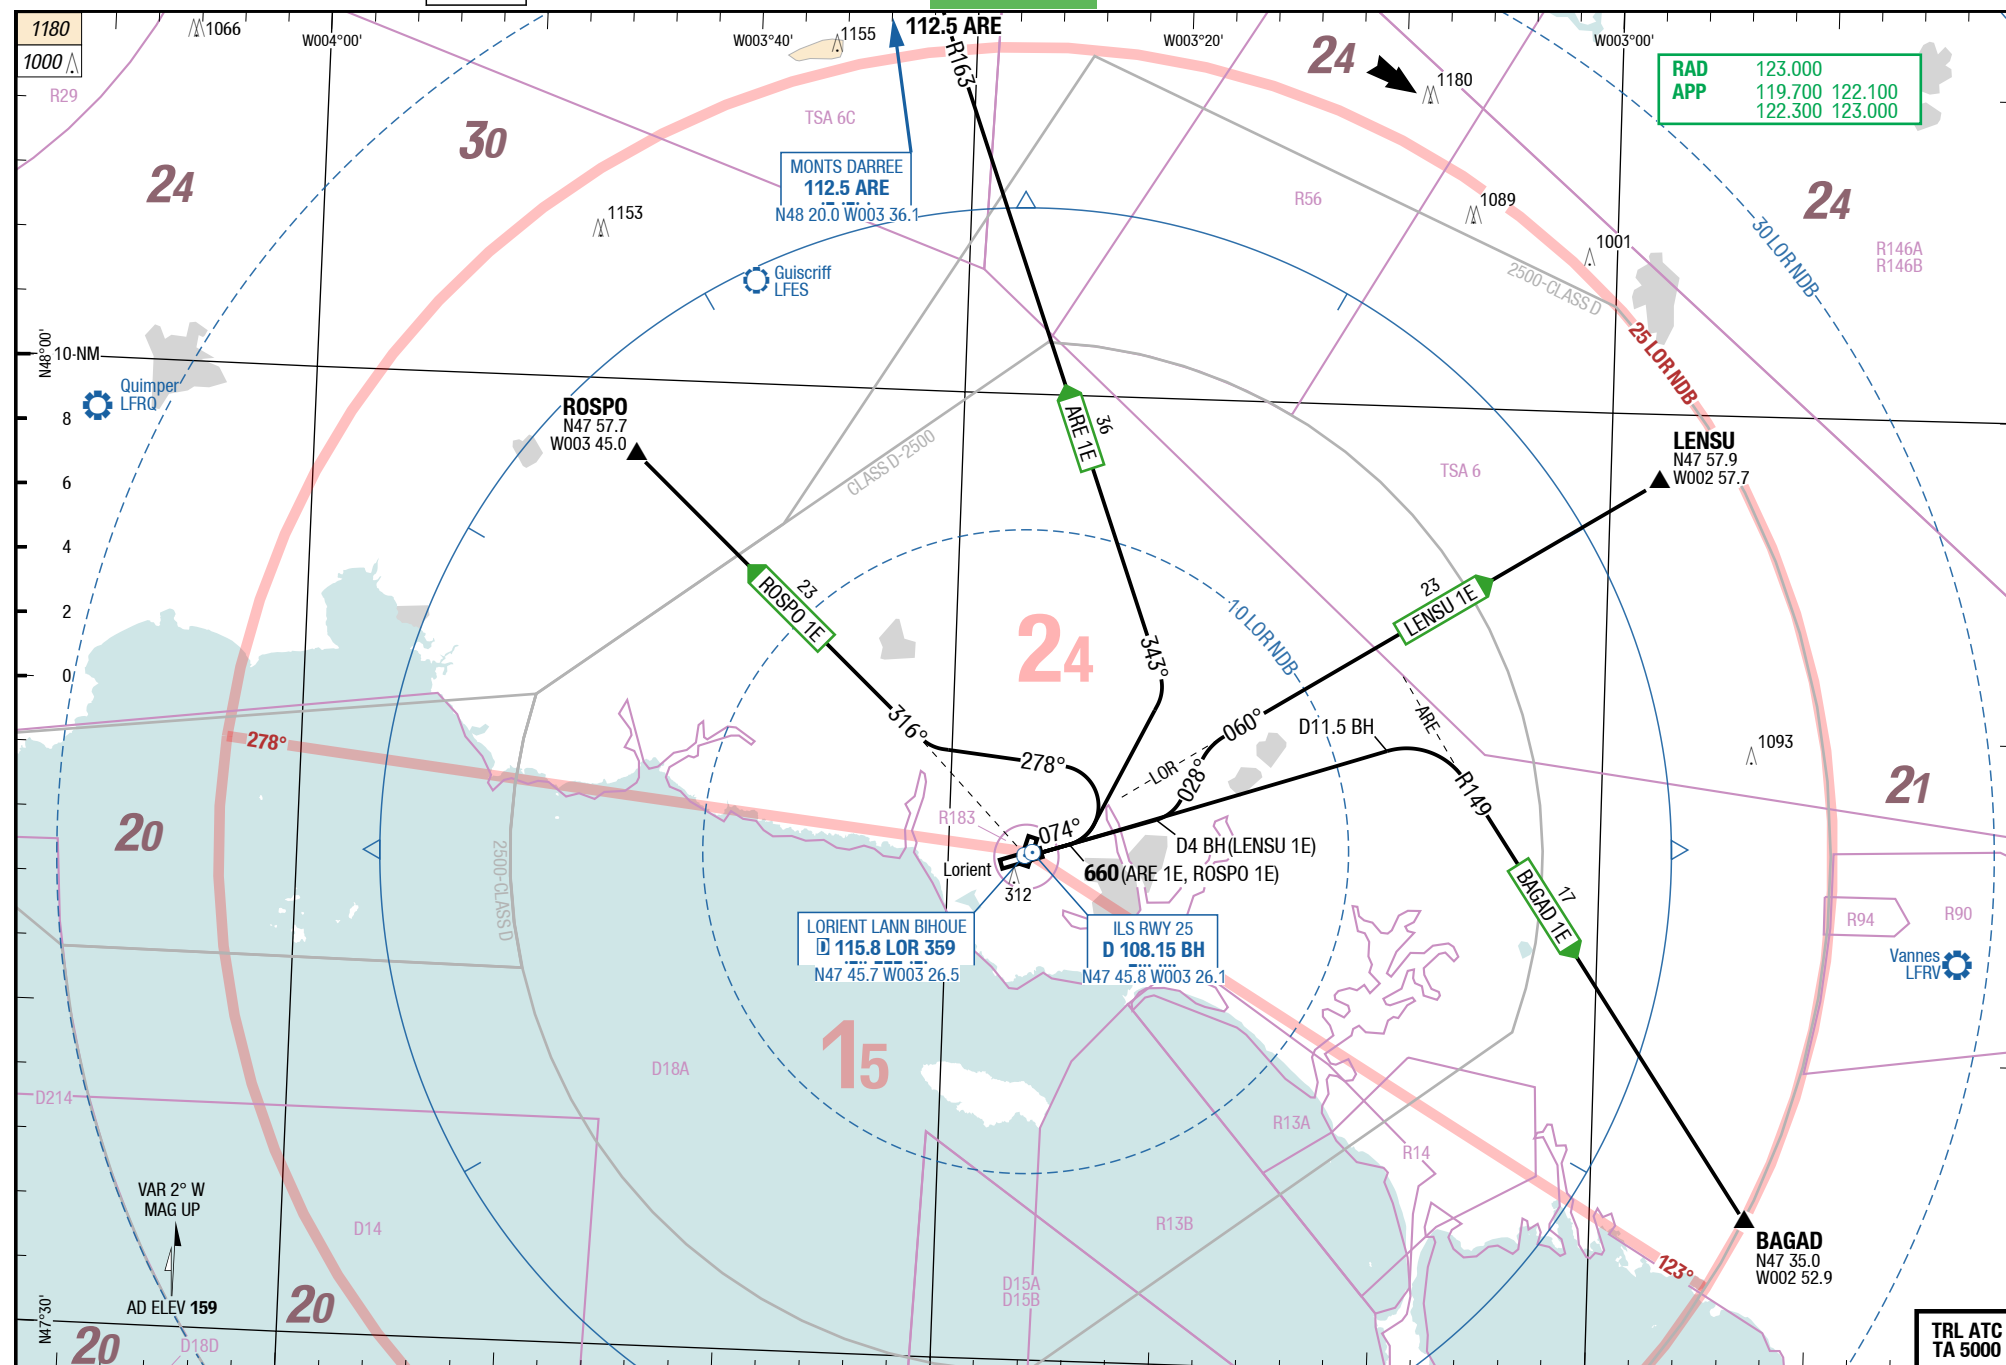 1180
1000
1066
W004°00'
W003°40'
1155
112.5 ARE
R163
W003°20'
24
1180
W003°00'
RAD 123.000
APP 119.700 122.100
122.300 123.000
R29
30
24
TSA 6C
MONTS DARREE
112.5 ARE
N48 20.0 W003 36.1
1153
R56
1089
1001
24
30 LOR NDB
R146A
R146B
Guiscriff
LFES
2500-CLASS D
25 LOR NDB
N48°00'
10-NM
8
6
4
2
0
Quimper
LFRQ
ROSPO
N47 57.7
W003 45.0
ARE 1E
36
CLASS D-2500
TSA 6
LENSU
N47 57.9
W002 57.7
23
ROSPO 1E
23
LENSU 1E
24
10 LOR NDB
343°
316°
278°
278°
060°
LOR
028°
D11.5 BH
ARE
R149
1093
21
20
R183
074°
D4 BH (LENSU 1E)
660 (ARE 1E, ROSPO 1E)
Lorient
312
2500-CLASS D
17
BAGAD 1E
R94
R90
Vannes
LFRV
LORIENT LANN BIHOUE
D 115.8 LOR 359
N47 45.7 W003 26.5
ILS RWY 25
D 108.15 BH
N47 45.8 W003 26.1
15
D18A
D214
R13A
R14
VAR 2° W
MAG UP
D14
R13B
BAGAD
N47 35.0
W002 52.9
123°
D15A
D15B
AD ELEV 159
20
N47°30'
20
D18D
TRL ATC
TA 5000